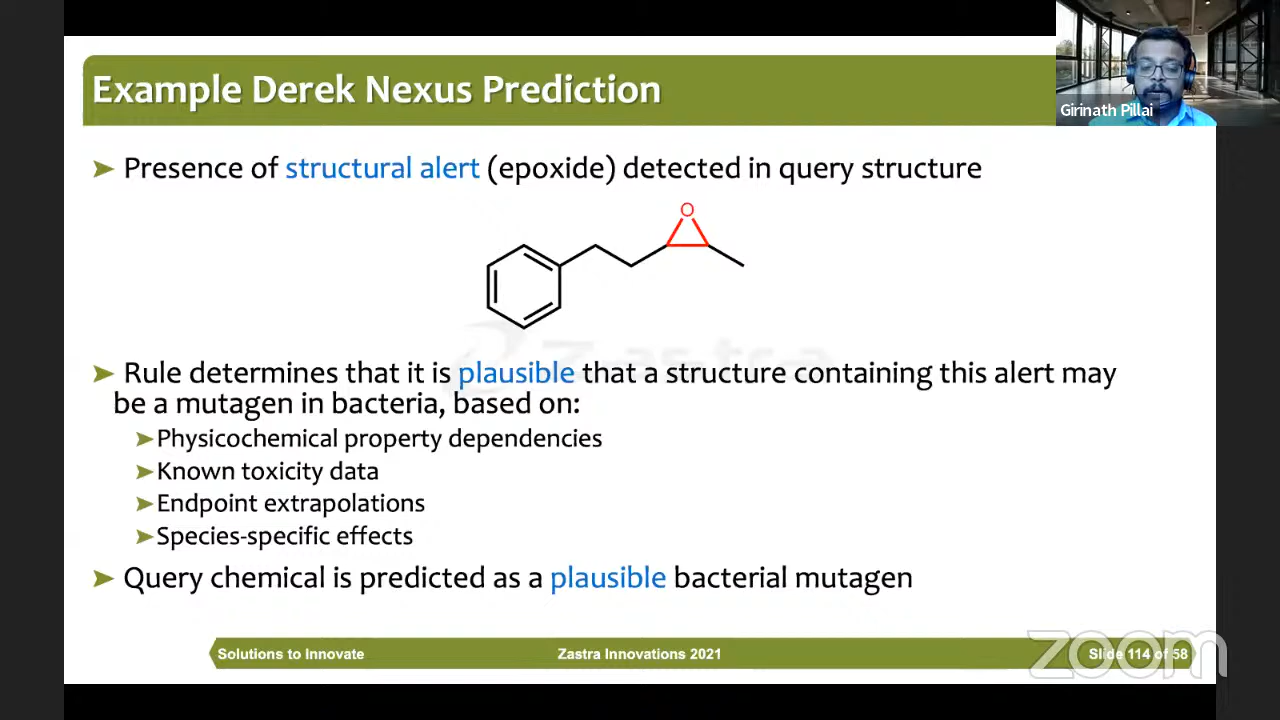 Example Derek Nexus Prediction
Girinath Pillai
Presence of structural alert (epoxide) detected in query structure
O
Zastra
Rule determines that it is plausible that a structure containing this alert may
be a mutagen in bacteria, based on:
Physicochemical property dependencies
Known toxicity data
Endpoint extrapolations
Species-specific effects
Query chemical is predicted as a plausible bacterial mutagen
Solutions to Innovate
Zastra Innovations 2021
Slide 114 of 58
zoom